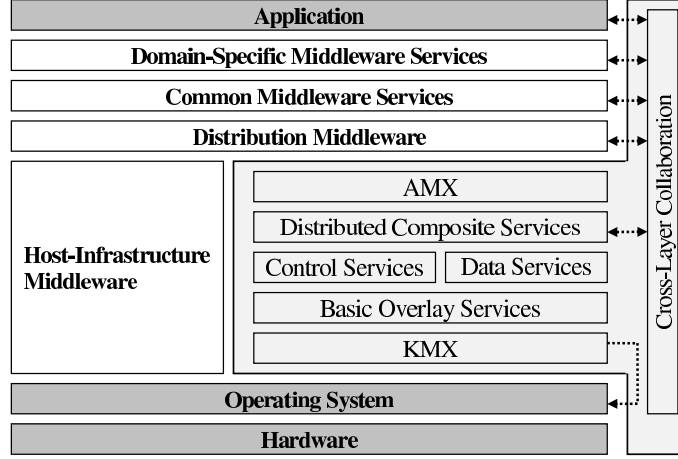 Application
Domain-Specific Middleware Services
Common Middleware Services
Distribution Middleware
Host-Infrastructure
Middleware
AMX
Distributed Composite Services
Control Services
Data Services
Basic Overlay Services
KMX
Operating System
Hardware
Cross-Layer Collaboration